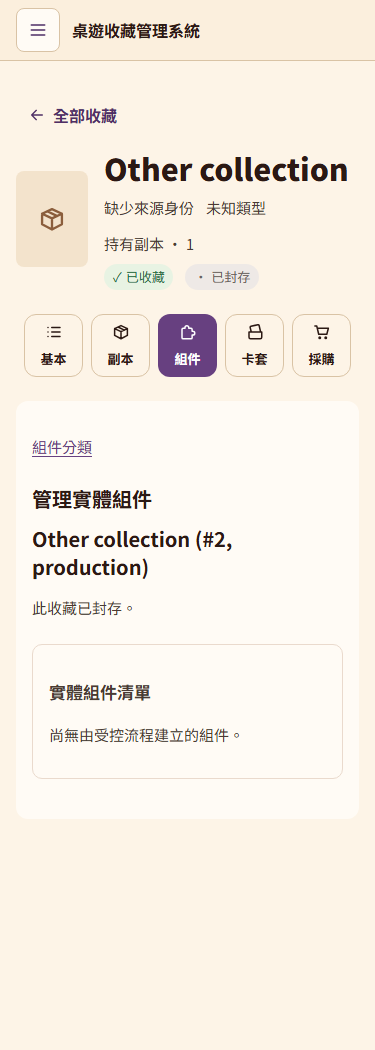 桌遊收藏管理系統
← 全部收藏
Other collection
缺少來源身份 未知類型
持有副本 · 1
✓ 已收藏 · 已封存
基本 副本 組件 卡套 採購
組件分類
管理實體組件
Other collection (#2,
production)
此收藏已封存。
實體組件清單
尚無由受控流程建立的組件。